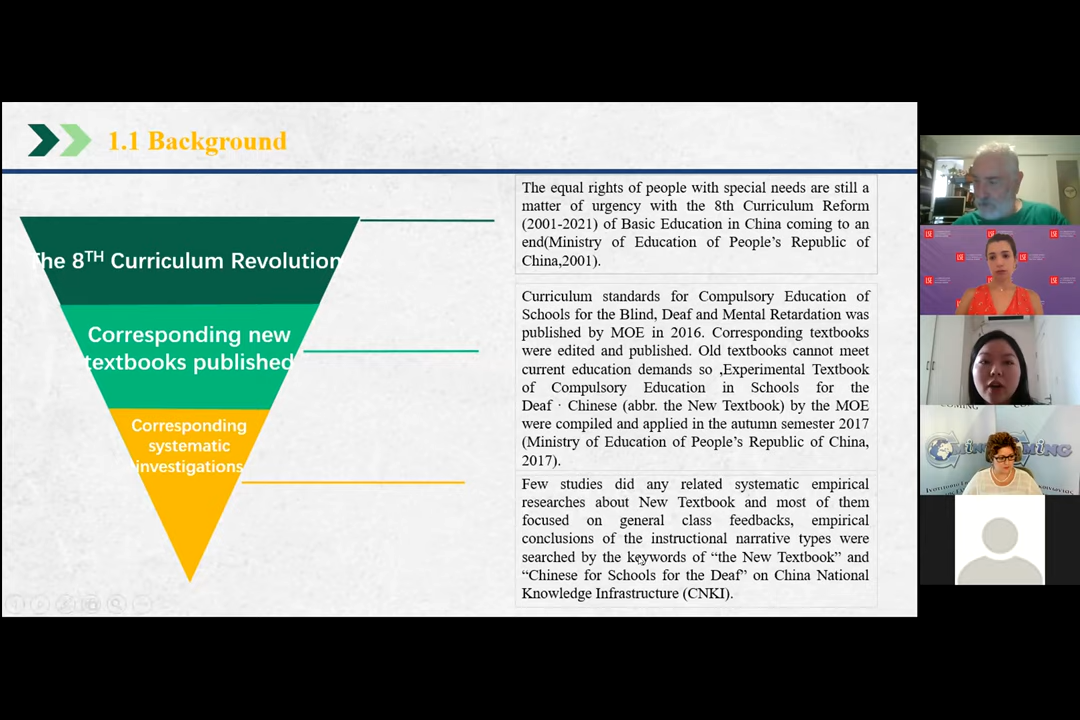 1.1 Background
The 8TH Curriculum Revolution
Corresponding new
textbooks published
Corresponding
systematic
investigations
The equal rights of people with special needs are still a
matter of urgency with the 8th Curriculum Reform
(2001-2021) of Basic Education in China coming to an
end(Ministry of Education of People's Republic of
China,2001).
Curriculum standards for Compulsory Education of
Schools for the Blind, Deaf and Mental Retardation was
published by MOE in 2016. Corresponding textbooks
were edited and published. Old textbooks cannot meet
current education demands so ,Experimental Textbook
of Compulsory Education in Schools for the
Deaf · Chinese (abbr. the New Textbook) by the MOE
were compiled and applied in the autumn semester 2017
(Ministry of Education of People's Republic of China,
2017).
Few studies did any related systematic empirical
researches about New Textbook and most of them
focused on general class feedbacks, empirical
conclusions of the instructional narrative types were
searched by the keywords of “the New Textbook” and
“Chinese for Schools for the Deaf” on China National
Knowledge Infrastructure (CNKI).
LSE
LSE
LSE
LSE
LSE
LSE
LSE